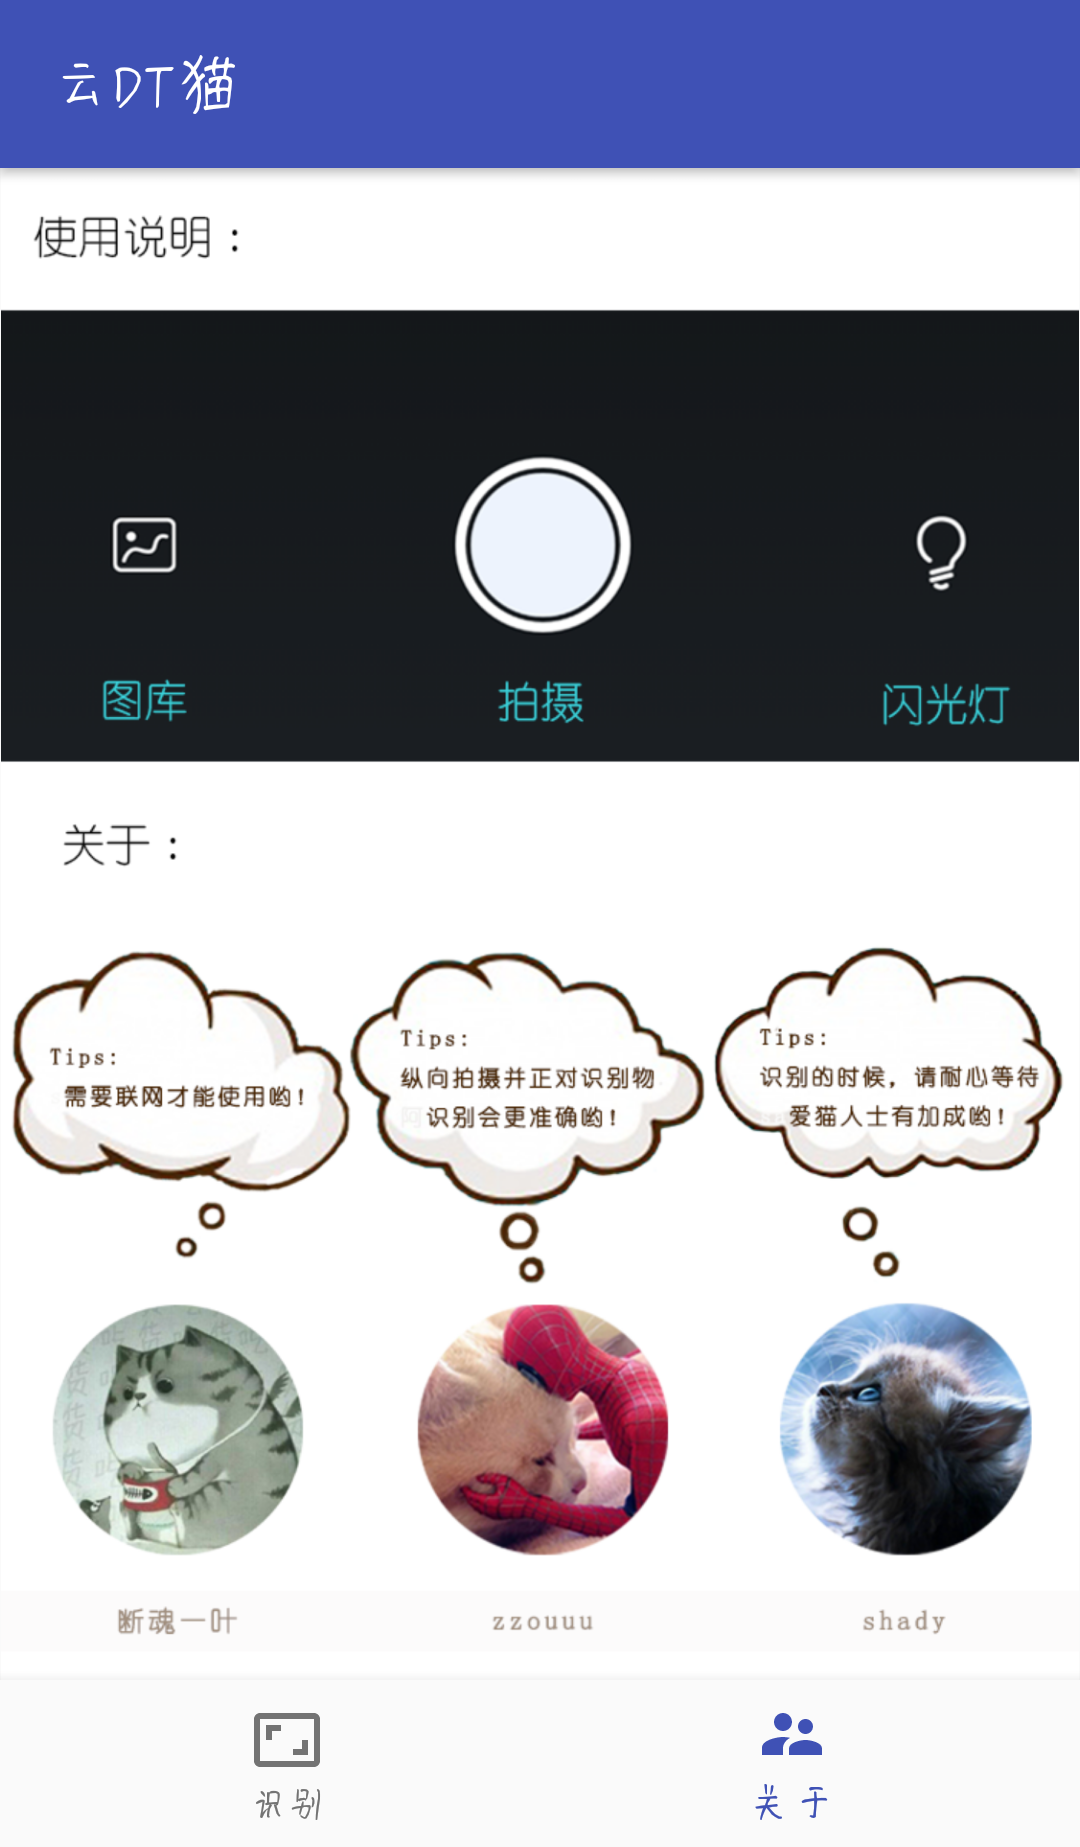 云DT猫
使用说明：
图库
拍摄
闪光灯
关于：
Tips:
需要联网才能使用哟!
Tips:
纵向拍摄并正对识别物
识别会更准确哟!
Tips:
识别的时候，请耐心等待
爱猫人士有加成哟!
断魂一叶
zzouuu
shady
识别
关于